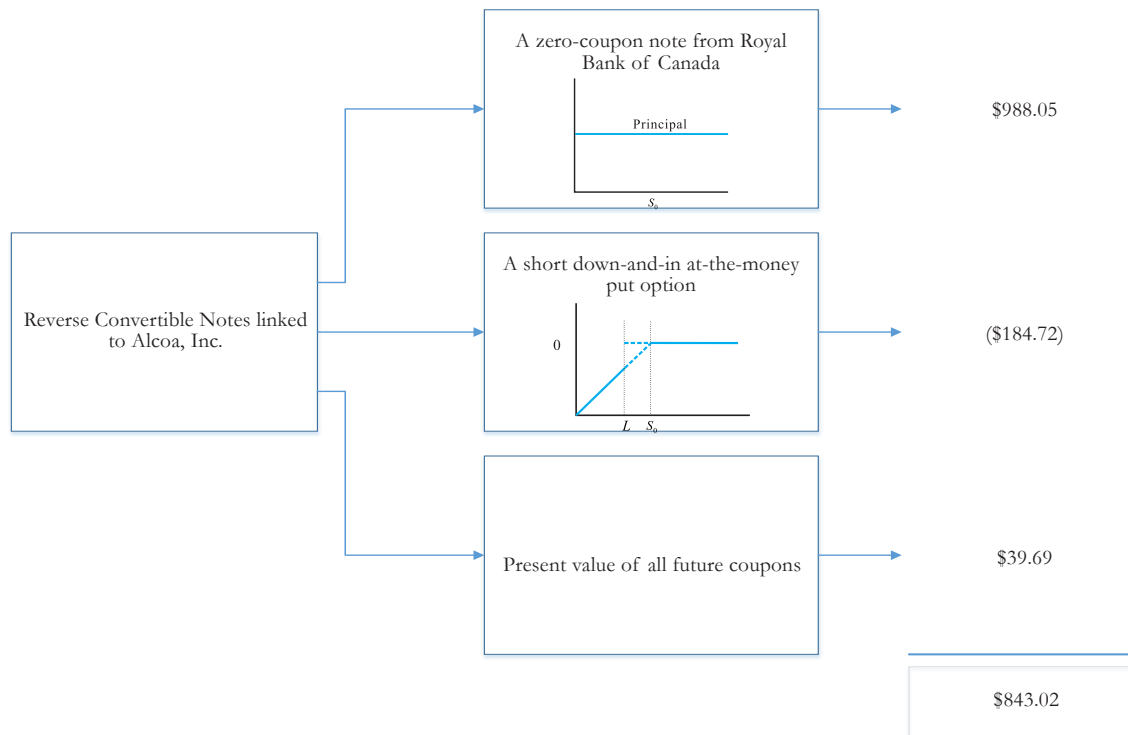 A zero-coupon note from Royal
Bank of Canada
Principal
S₀
$988.05
Reverse Convertible Notes linked
to Alcoa, Inc.
A short down-and-in at-the-money
put option
0
L S₀
($184.72)
Present value of all future coupons
$39.69
$843.02